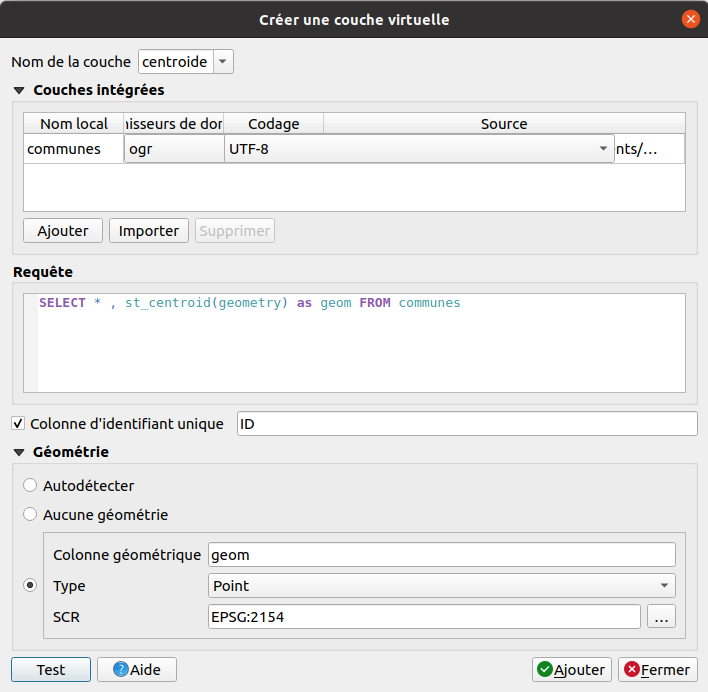 Créer une couche virtuelle
Nom de la couche centroide
Couches intégrées
Nom local nisseurs de dor Codage Source
communes ogr UTF-8 nts/...
Ajouter Importer Supprimer
Requête
SELECT * , st_centroid(geometry) as geom FROM communes
Colonne d'identifiant unique ID
Géométrie
Autodétecter
Aucune géométrie
Colonne géométrique geom
Type Point
SCR EPSG:2154 ...
Test Aide Ajouter Fermer